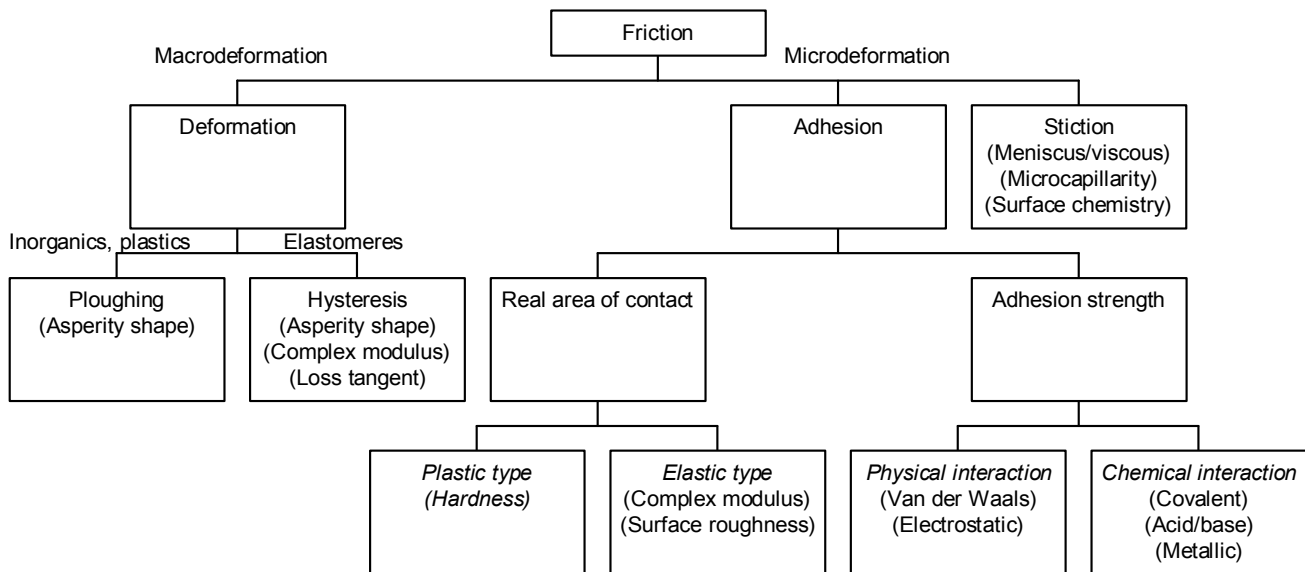 Friction
Macrodeformation
Microdeformation
Deformation
Adhesion
Stiction
(Meniscus/viscous)
(Microcapillarity)
(Surface chemistry)
Inorganics, plastics
Elastomeres
Ploughing
(Asperity shape)
Hysteresis
(Asperity shape)
(Complex modulus)
(Loss tangent)
Real area of contact
Adhesion strength
Plastic type
(Hardness)
Elastic type
(Complex modulus)
(Surface roughness)
Physical interaction
(Van der Waals)
(Electrostatic)
Chemical interaction
(Covalent)
(Acid/base)
(Metallic)